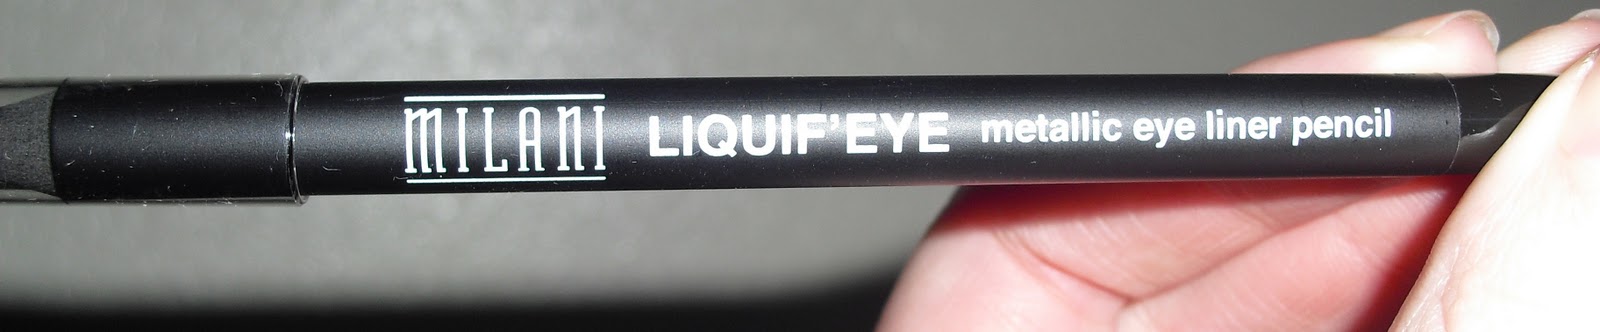 MILANI LIQUIF'EYE metallic eye liner pencil